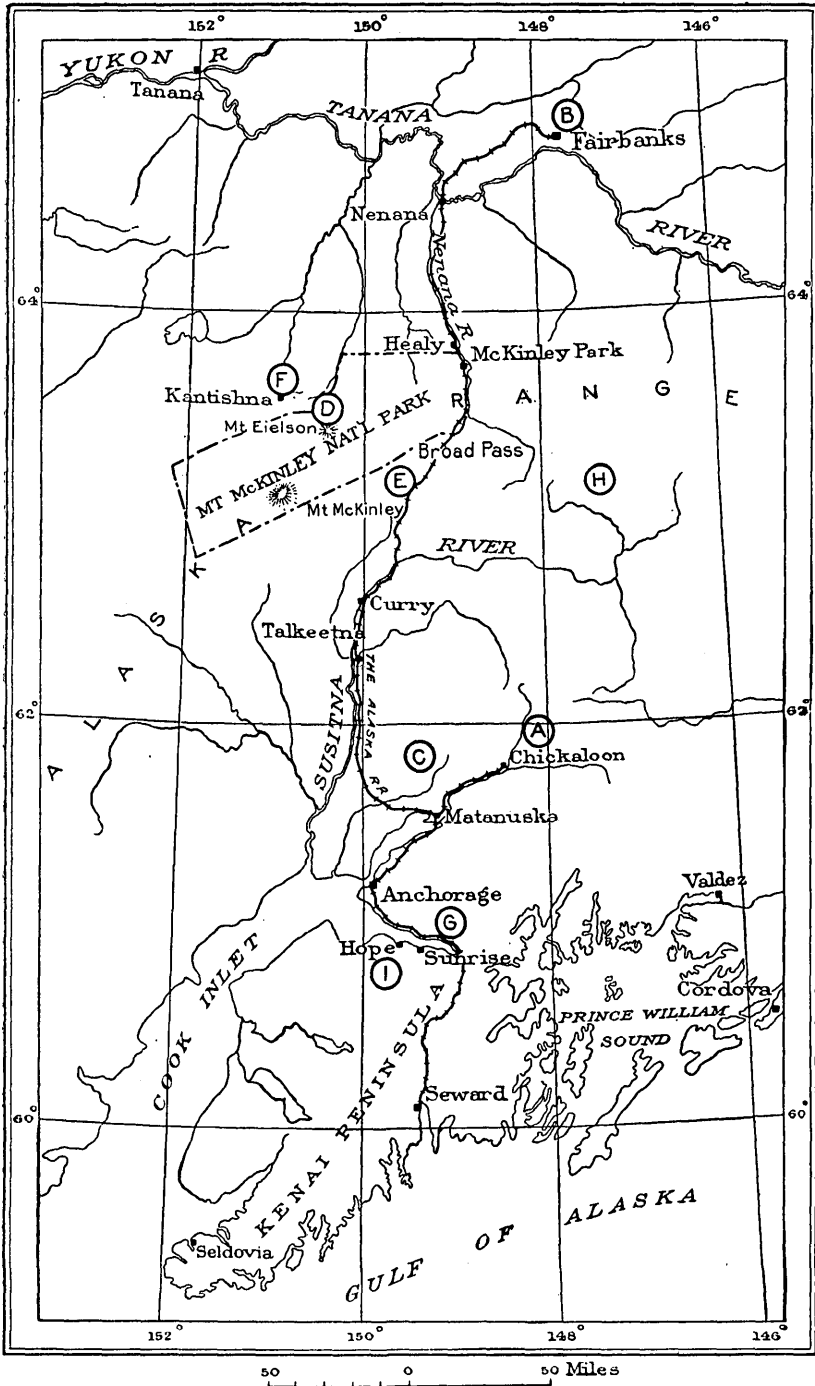 152° 150° 148° 146°
YUKON R
Tanana
TANANA
B
Fairbanks
Nenana
RIVER
Nenana R
64° 64°
Healy
McKinley Park
F
Kantishna
D
RANGE
Mt Eielson
MT McKINLEY NAT'L PARK
Broad Pass
E
H
Mt McKinley
ALASKA
RIVER
Curry
Talkeetna
THE ALASKA RR
SUSITNA
62° 62°
A
C
Chickaloon
Matanuska
Valdez
Anchorage
G
Hope
Sunrise
I
COOK INLET
Cordova
PRINCE WILLIAM
SOUND
KENAI PENINSULA
Seward
60° 60°
GULF OF ALASKA
Seldovia
152° 150° 148° 146°
50 0 50 Miles